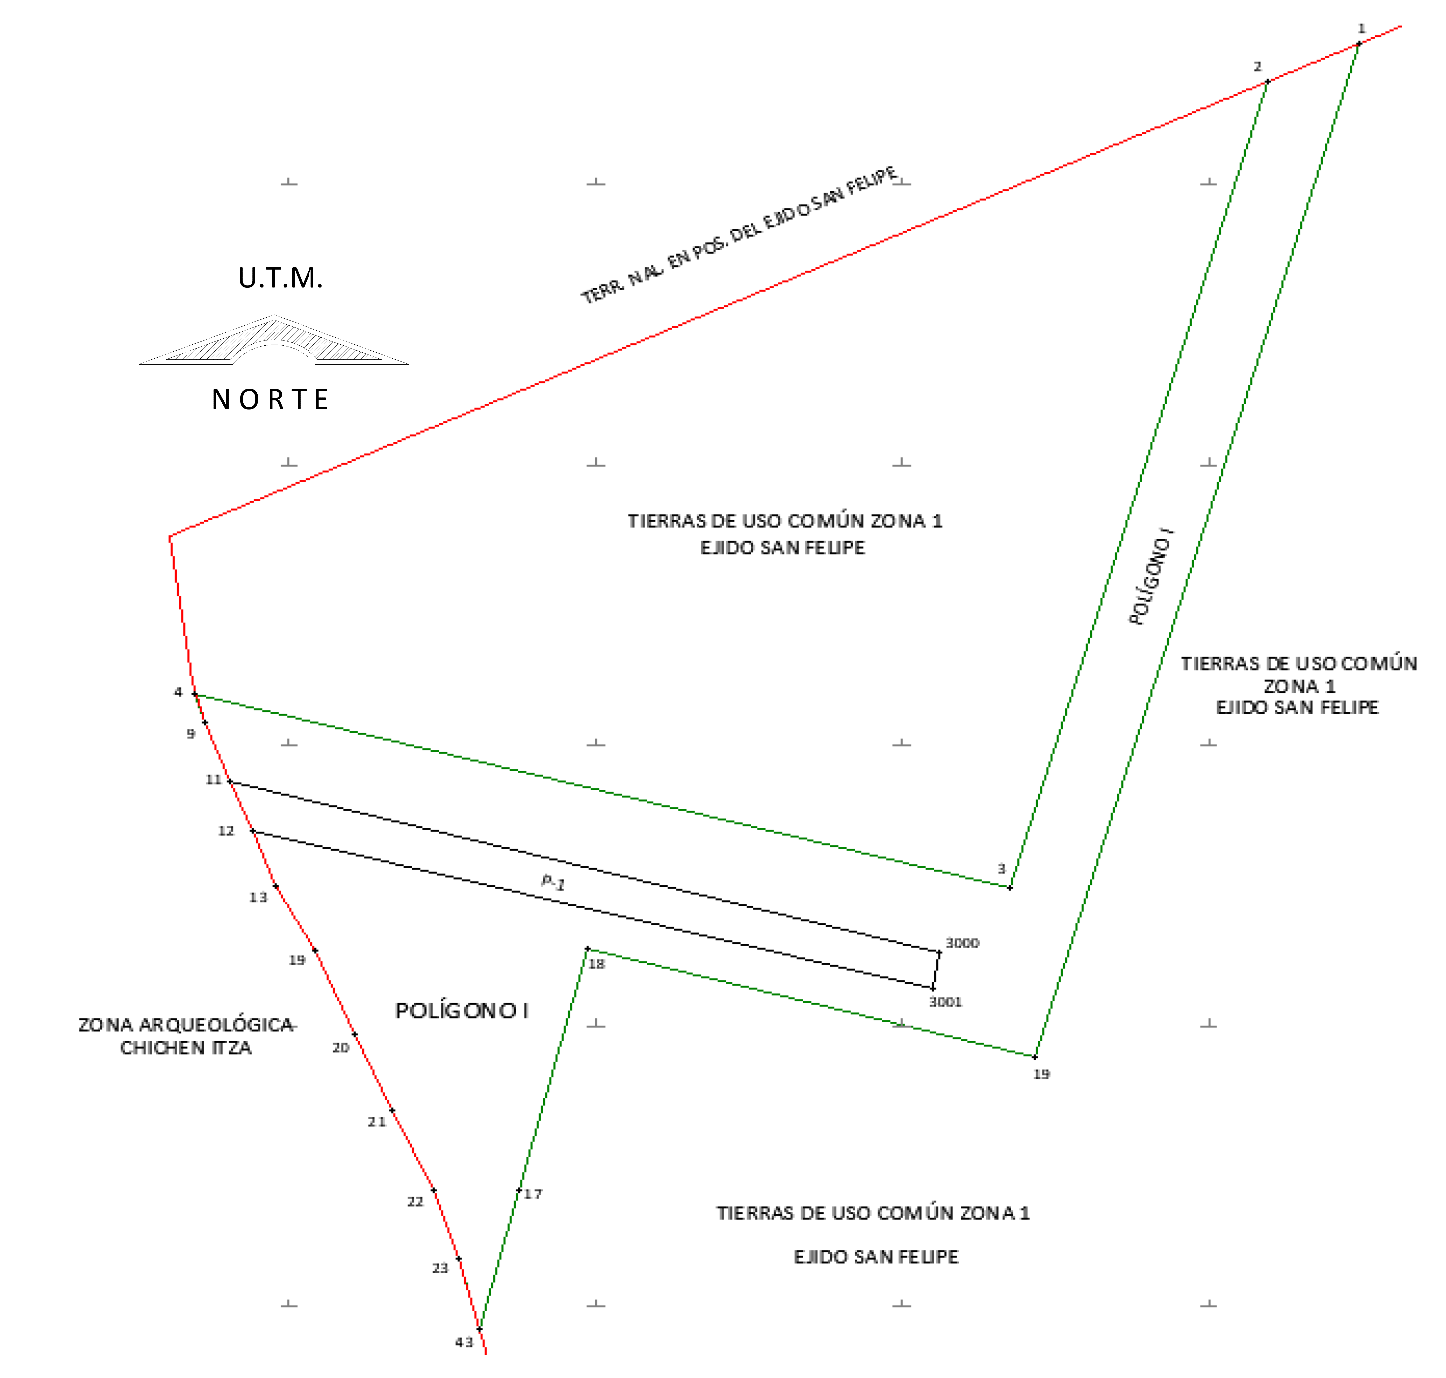 1
2
TERR. NAL. EN POS. DEL EJIDO SAN FELIPE
U.T.M.
NORTE
TIERRAS DE USO COMÚN ZONA 1
EJIDO SAN FELIPE
POLÍGONO I
TIERRAS DE USO COMÚN
ZONA 1
EJIDO SAN FELIPE
4
9
11
12
3
P-1
13
3000
19
18
3001
POLÍGONO I
ZONA ARQUEOLÓGICA
CHICHEN ITZA
20
19
21
17
22
TIERRAS DE USO COMÚN ZONA 1
EJIDO SAN FELIPE
23
43